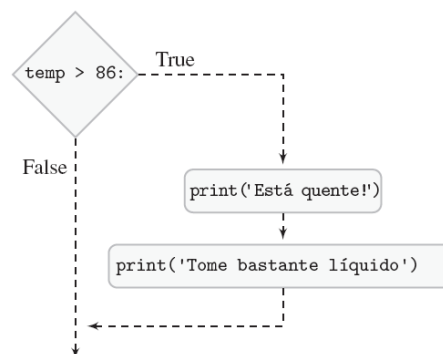 temp > 86:
True
False
print('Está quente!')
print('Tome bastante líquido')